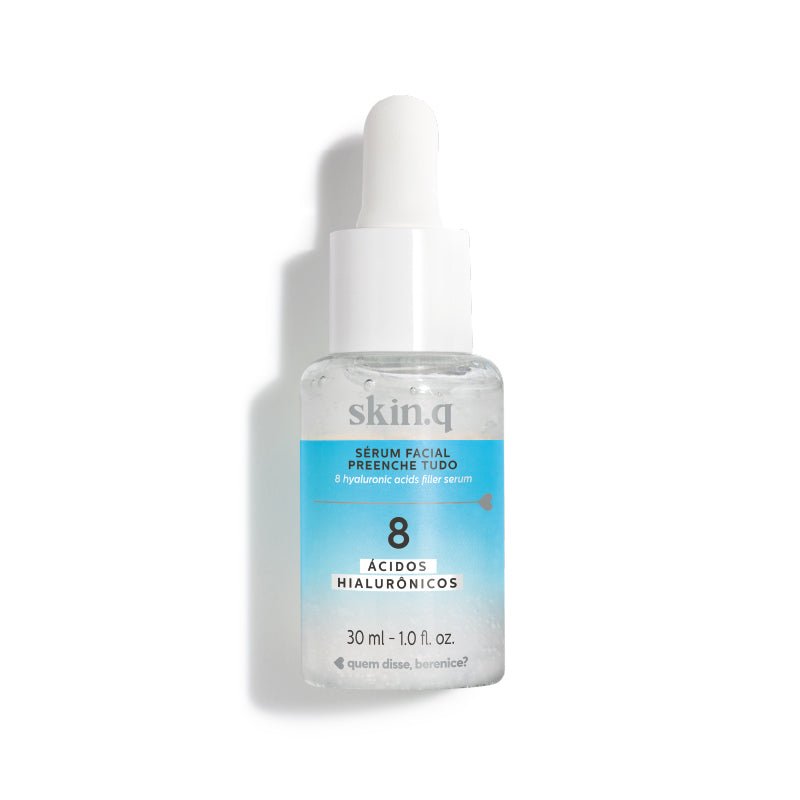 skin.q
SÉRUM FACIAL
PREENCHE TUDO
8 hyaluronic acids filler serum
8
ÁCIDOS
HIALURÔNICOS
30 ml - 1.0 fl. oz.
quem disse, berenice?